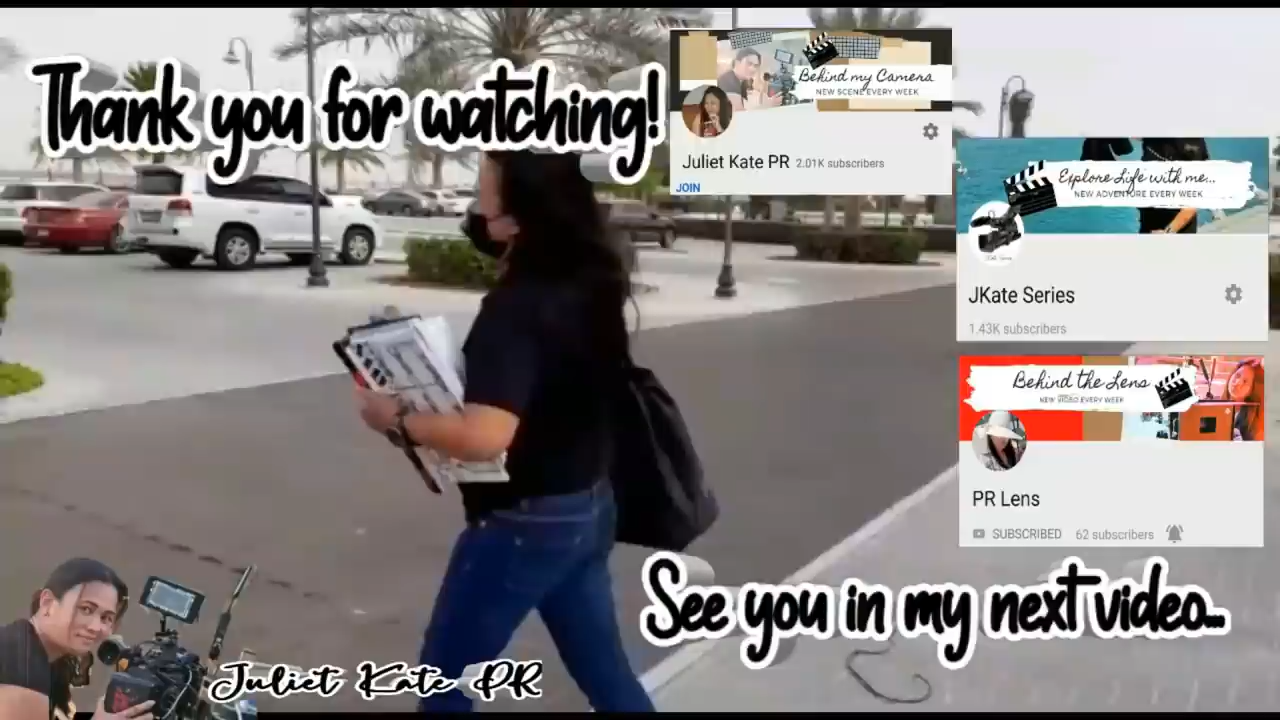 Thank you for watching!
Behind my Camera
NEW SCENE EVERY WEEK
Juliet Kate PR 2.01K subscribers
JOIN
Explore Life with me...
NEW ADVENTURE EVERY WEEK
JKate Series
1.43K subscribers
Behind the Lens
NEW VIDEO EVERY WEEK
PR Lens
SUBSCRIBED 62 subscribers
See you in my next video...
Juliet Kate PR